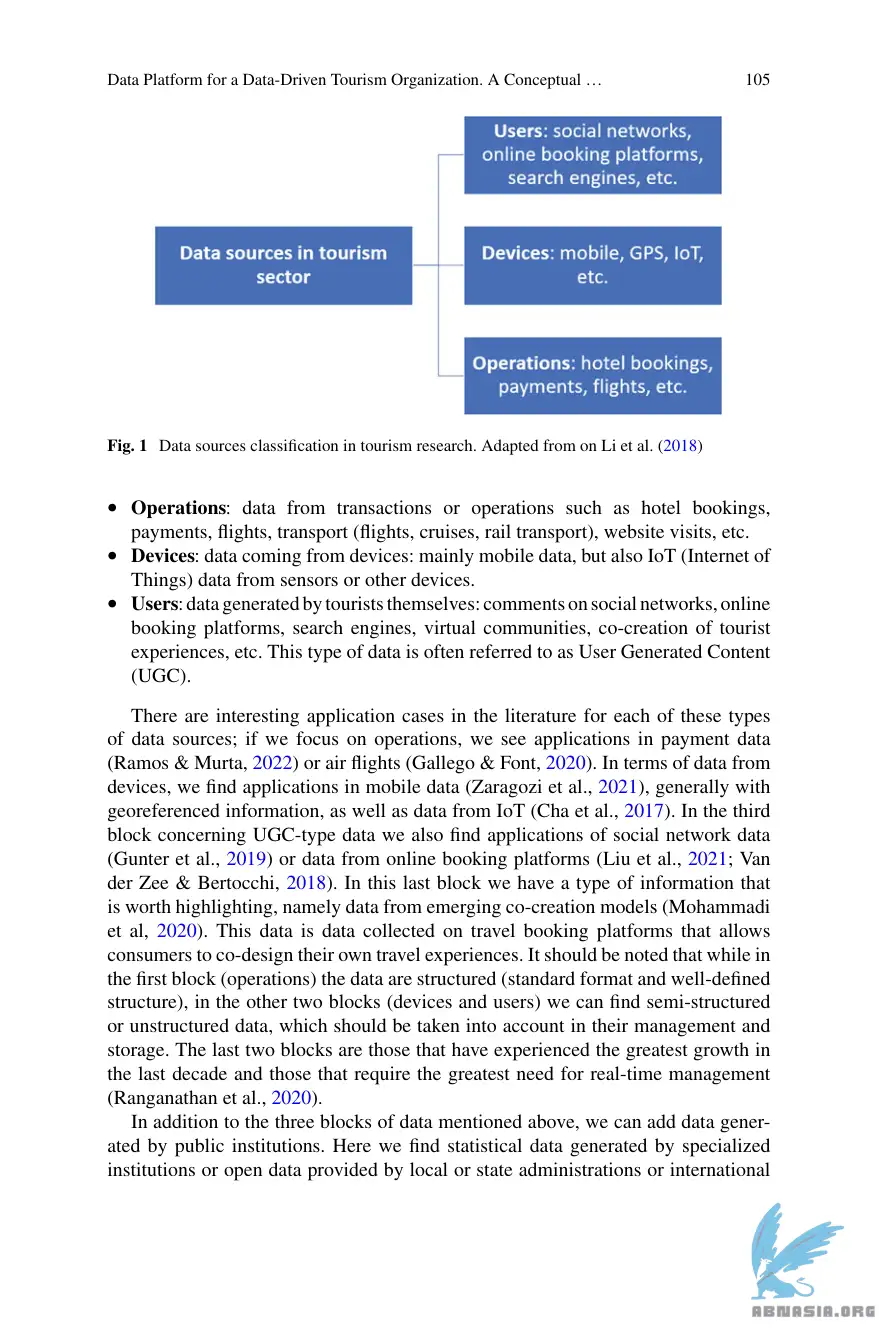 Data Platform for a Data-Driven Tourism Organization. A Conceptual … 105
Users: social networks,
online booking platforms,
search engines, etc.
Data sources in tourism
sector
Devices: mobile, GPS, IoT,
etc.
Operations: hotel bookings,
payments, flights, etc.
Fig. 1 Data sources classification in tourism research. Adapted from on Li et al. (2018)
• Operations: data from transactions or operations such as hotel bookings,
payments, flights, transport (flights, cruises, rail transport), website visits, etc.
• Devices: data coming from devices: mainly mobile data, but also IoT (Internet of
Things) data from sensors or other devices.
• Users: data generated by tourists themselves: comments on social networks, online
booking platforms, search engines, virtual communities, co-creation of tourist
experiences, etc. This type of data is often referred to as User Generated Content
(UGC).
There are interesting application cases in the literature for each of these types
of data sources; if we focus on operations, we see applications in payment data
(Ramos & Murta, 2022) or air flights (Gallego & Font, 2020). In terms of data from
devices, we find applications in mobile data (Zaragozi et al., 2021), generally with
georeferenced information, as well as data from IoT (Cha et al., 2017). In the third
block concerning UGC-type data we also find applications of social network data
(Gunter et al., 2019) or data from online booking platforms (Liu et al., 2021; Van
der Zee & Bertocchi, 2018). In this last block we have a type of information that
is worth highlighting, namely data from emerging co-creation models (Mohammadi
et al, 2020). This data is data collected on travel booking platforms that allows
consumers to co-design their own travel experiences. It should be noted that while in
the first block (operations) the data are structured (standard format and well-defined
structure), in the other two blocks (devices and users) we can find semi-structured
or unstructured data, which should be taken into account in their management and
storage. The last two blocks are those that have experienced the greatest growth in
the last decade and those that require the greatest need for real-time management
(Ranganathan et al., 2020).
In addition to the three blocks of data mentioned above, we can add data gener-
ated by public institutions. Here we find statistical data generated by specialized
institutions or open data provided by local or state administrations or international
ABNASIA.ORG